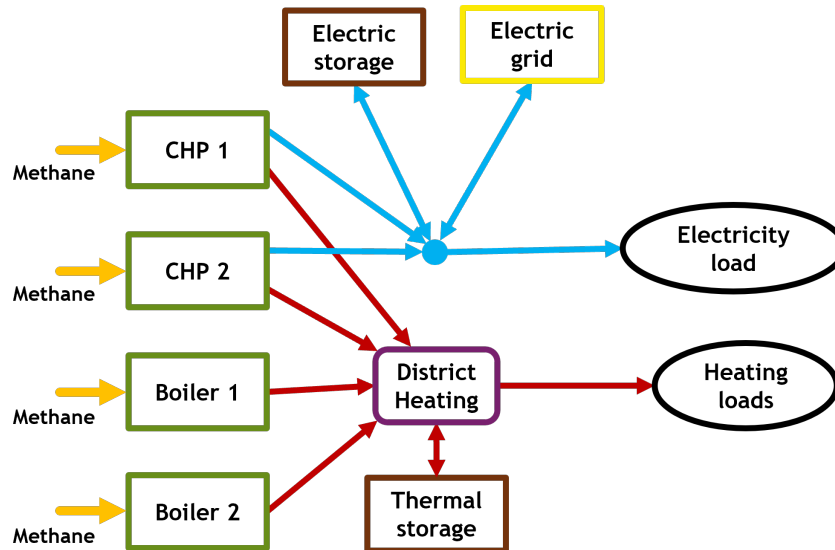 Electric
storage
Electric
grid
CHP 1
Methane
CHP 2
Methane
Electricity
load
Boiler 1
Methane
District
Heating
Heating
loads
Boiler 2
Methane
Thermal
storage